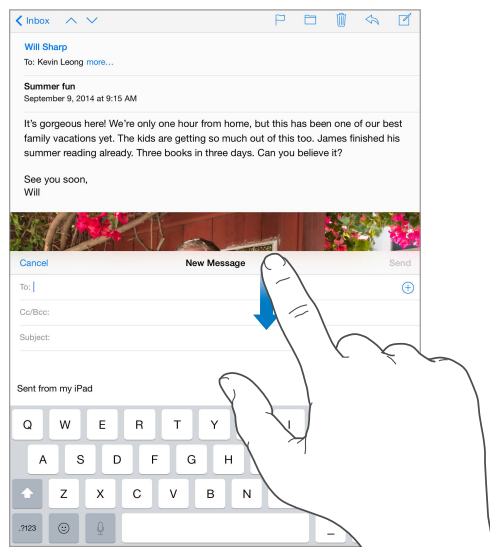 Inbox
Will Sharp
To: Kevin Leong more...
Summer fun
September 9, 2014 at 9:15 AM
It's gorgeous here! We're only one hour from home, but this has been one of our best
family vacations yet. The kids are getting so much out of this too. James finished his
summer reading already. Three books in three days. Can you believe it?
See you soon,
Will
Cancel New Message Send
To:
Cc/Bcc:
Subject:
Sent from my iPad
Q W E R T Y I
A S D F G H
Z X C V B N
.?123 _